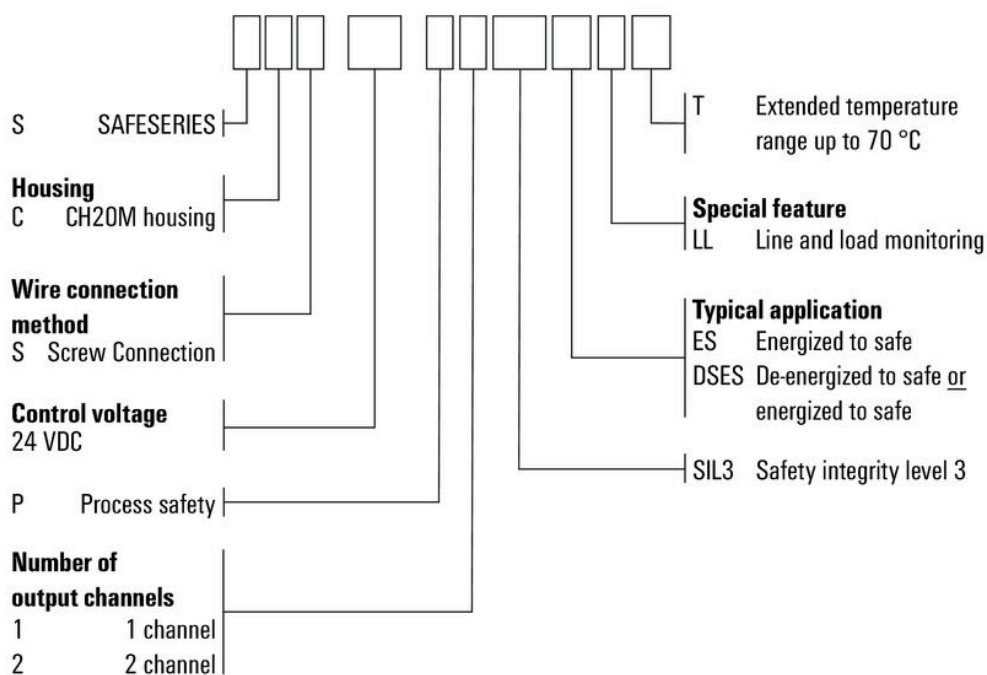 S SAFESERIES
Housing
C CH20M housing
Wire connection
method
S Screw Connection
Control voltage
24 VDC
P Process safety
Number of
output channels
1 1 channel
2 2 channel
T Extended temperature
range up to 70 °C
Special feature
LL Line and load monitoring
Typical application
ES Energized to safe
DSES De-energized to safe or
energized to safe
SIL3 Safety integrity level 3